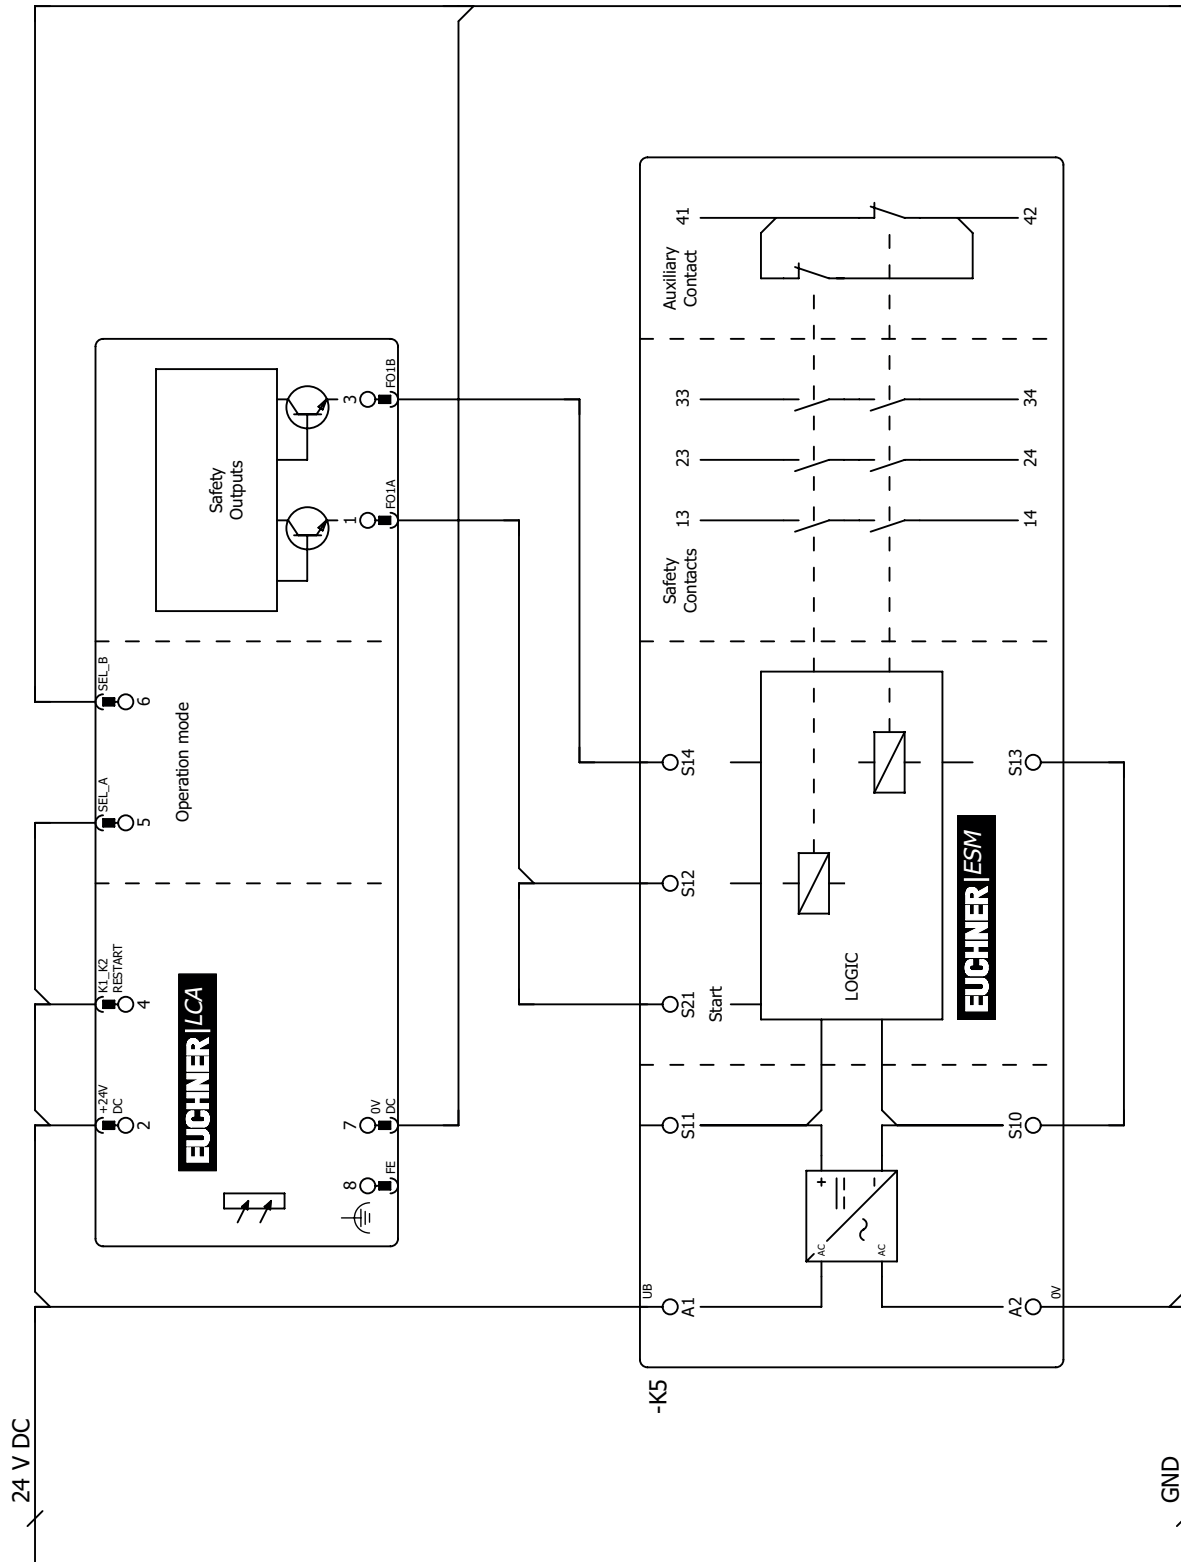 24 V DC
+24V
DC
2
K1_K2
RESTART
4
SEL_A
5
SEL_B
6
Operation mode
EUCHNER|LCA
8
FE
7
0V
DC
Safety
Outputs
1
FO1A
3
FO1B
-K5
UB
A1
S11
S21
Start
S12
S14
Safety
Contacts
13
23
33
Auxiliary
Contact
41
AC
AC
+
-
LOGIC
EUCHNER|ESM
A2
0V
S10
S13
14
24
34
42
GND